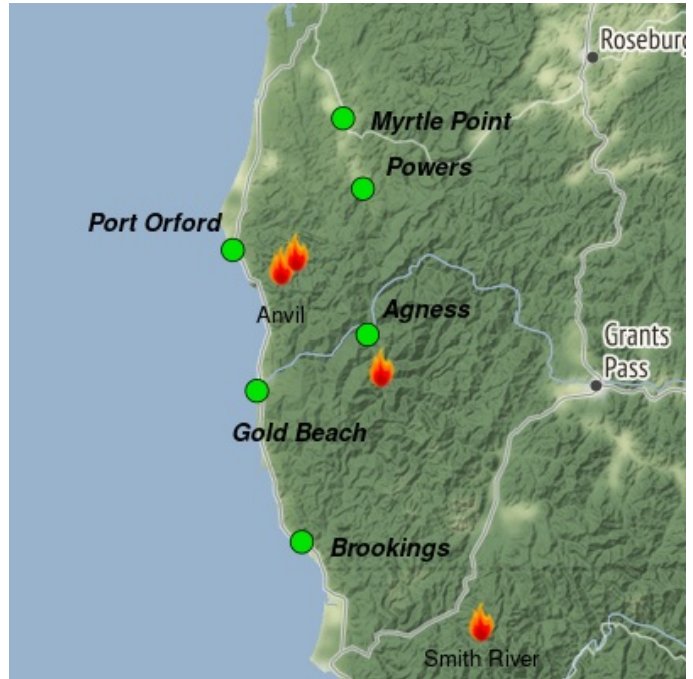 Roseburg
Myrtle Point
Powers
Port Orford
Anvil
Agness
Grants
Pass
Gold Beach
Brookings
Smith River